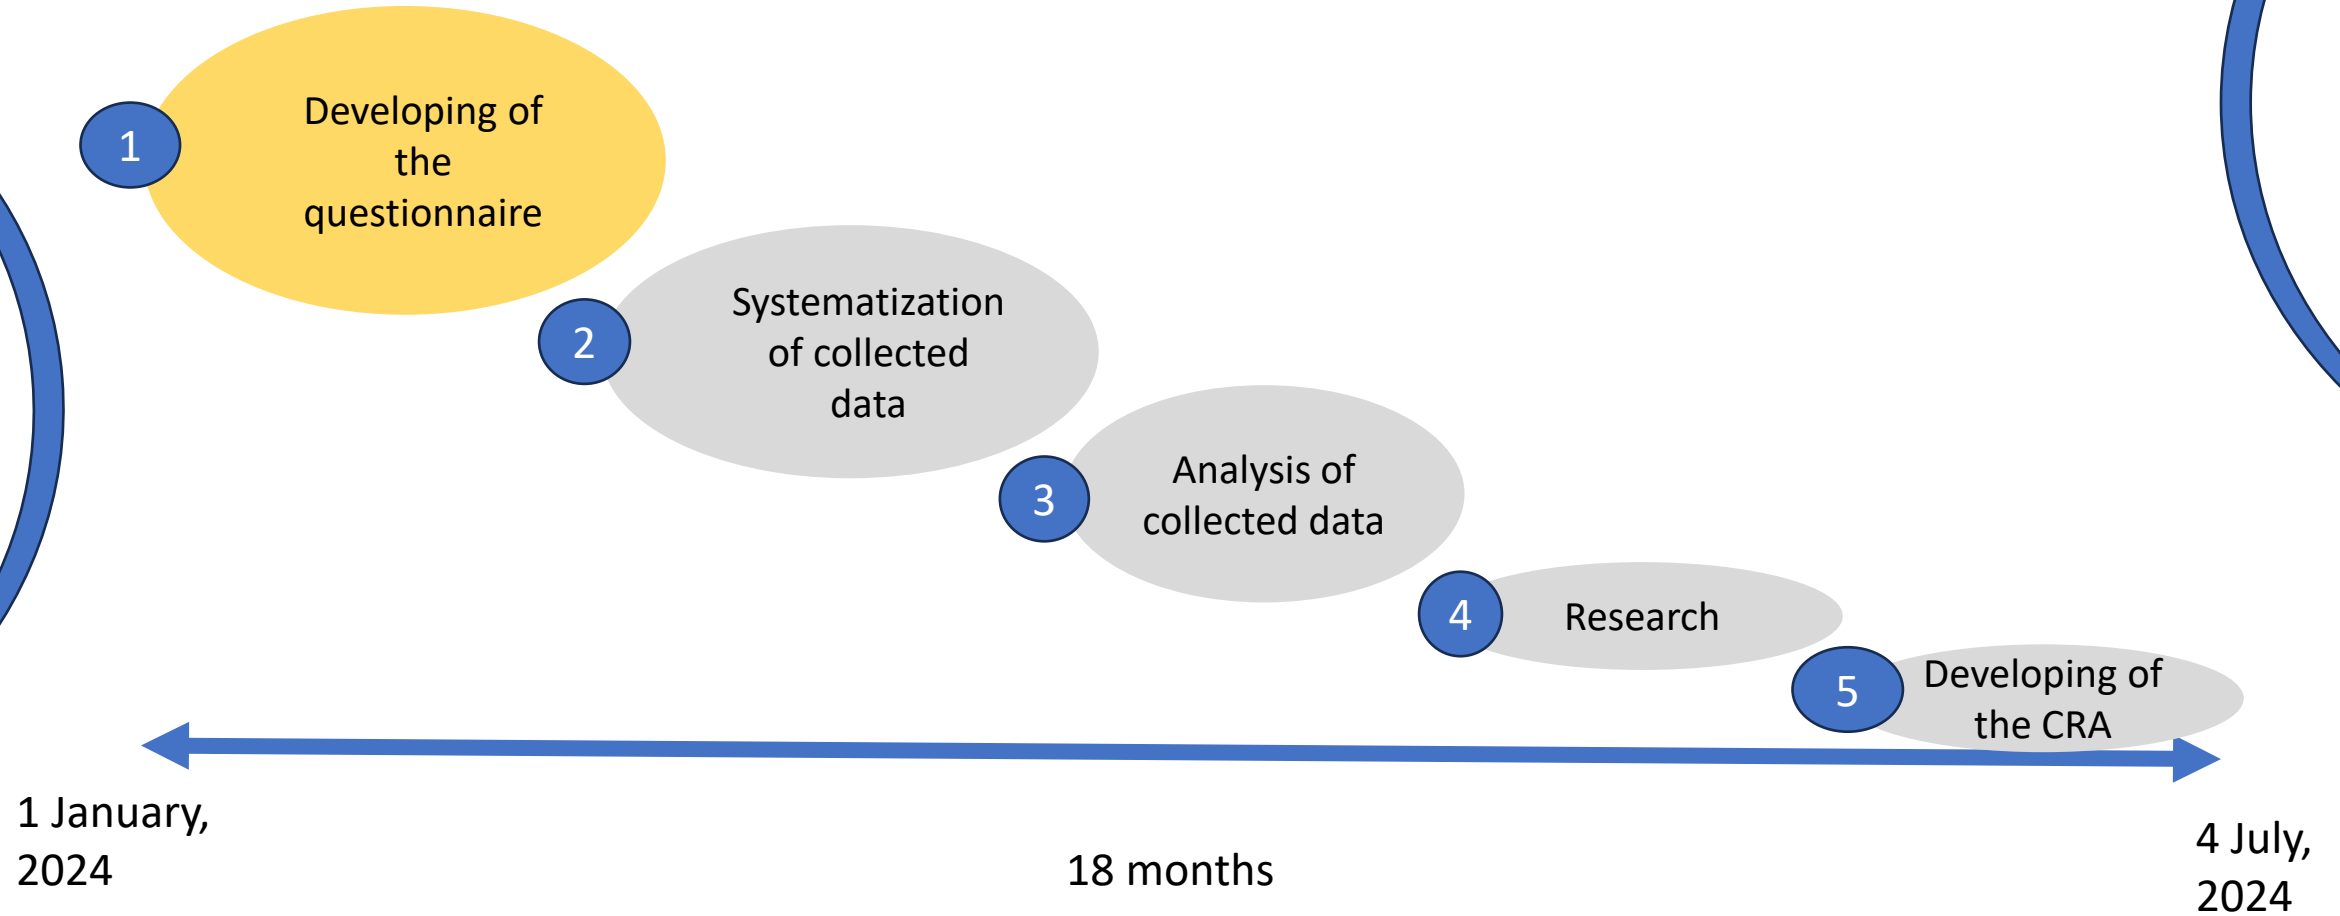 1
Developing of
the
questionnaire
2
Systematization
of collected
data
3
Analysis of
collected data
4
Research
5
Developing of
the CRA
1 January,
2024
18 months
4 July,
2024